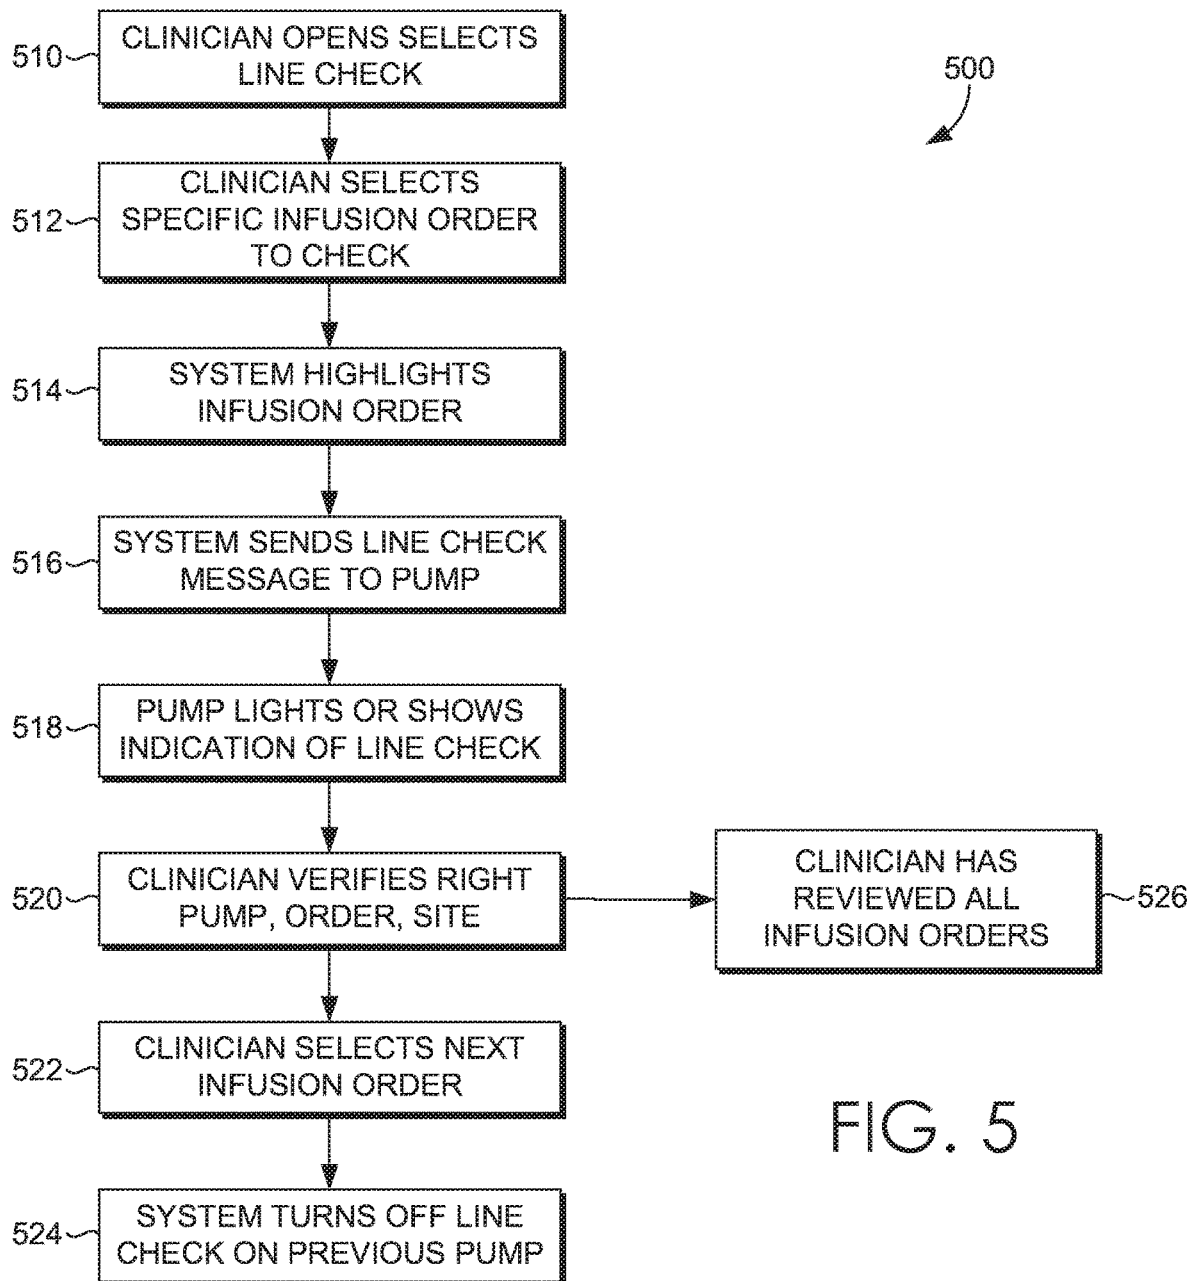 CLINICIAN OPENS SELECTS
LINE CHECK
510
500
CLINICIAN SELECTS
SPECIFIC INFUSION ORDER
TO CHECK
512
SYSTEM HIGHLIGHTS
INFUSION ORDER
514
SYSTEM SENDS LINE CHECK
MESSAGE TO PUMP
516
PUMP LIGHTS OR SHOWS
INDICATION OF LINE CHECK
518
CLINICIAN VERIFIES RIGHT
PUMP, ORDER, SITE
520
CLINICIAN HAS
REVIEWED ALL
INFUSION ORDERS
526
CLINICIAN SELECTS NEXT
INFUSION ORDER
522
FIG. 5
SYSTEM TURNS OFF LINE
CHECK ON PREVIOUS PUMP
524